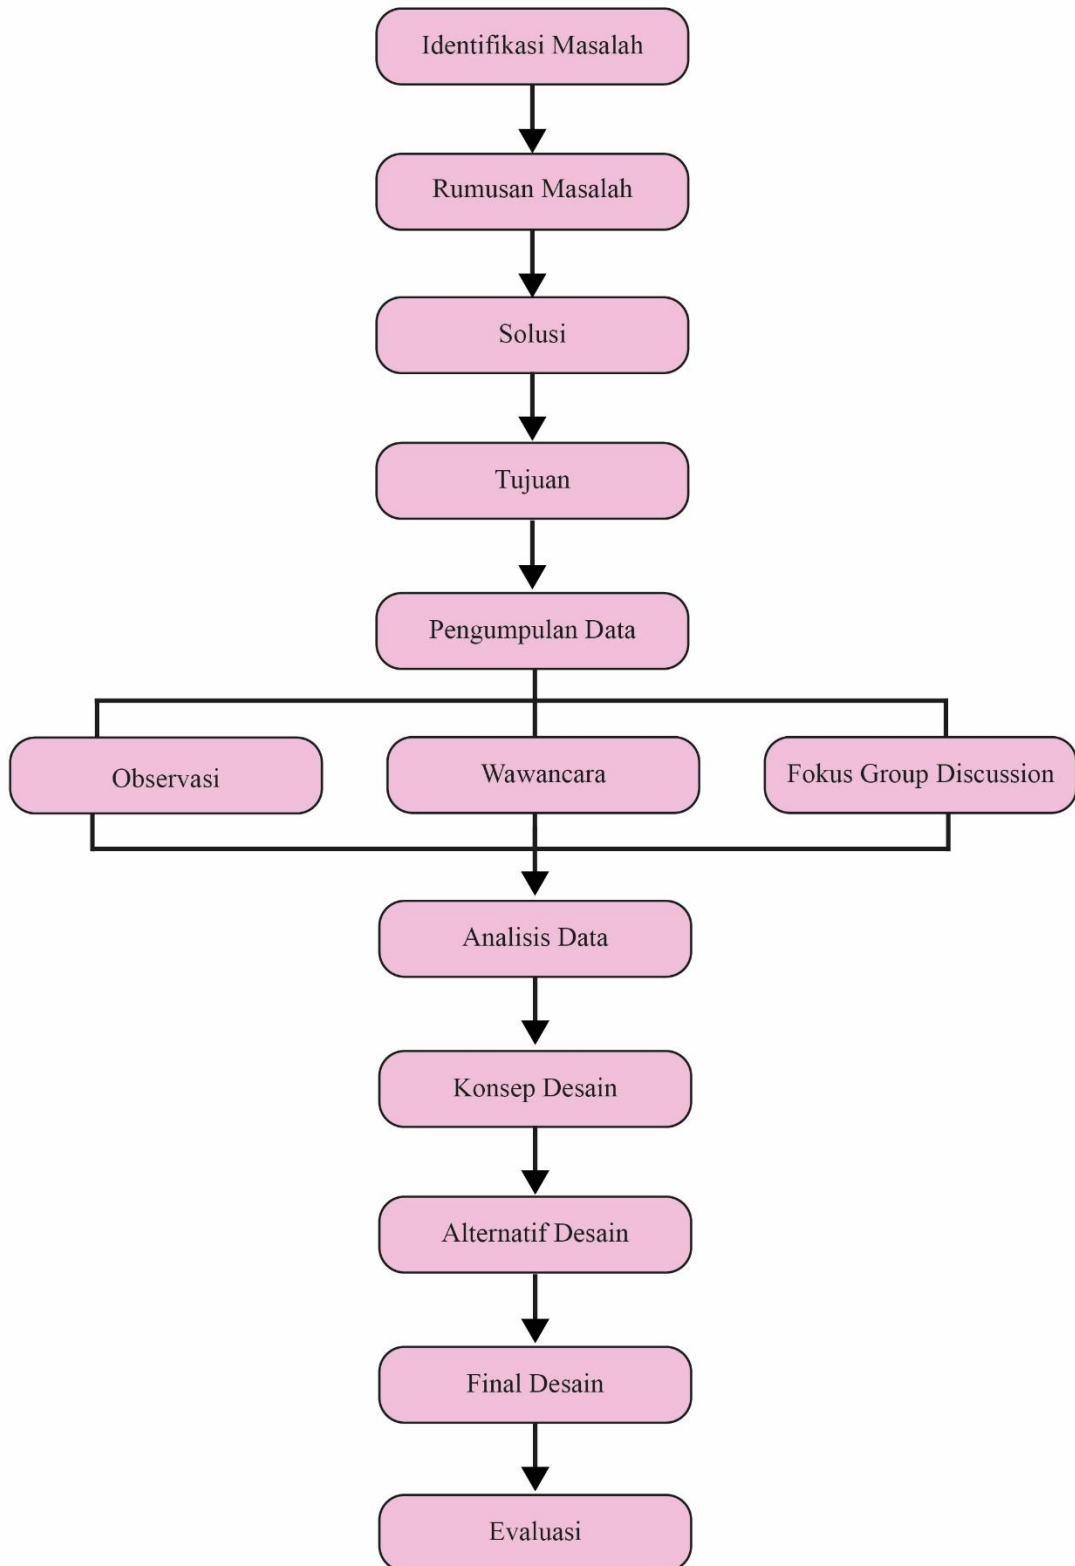 Identifikasi Masalah
Rumusan Masalah
Solusi
Tujuan
Pengumpulan Data
Observasi
Wawancara
Fokus Group Discussion
Analisis Data
Konsep Desain
Alternatif Desain
Final Desain
Evaluasi